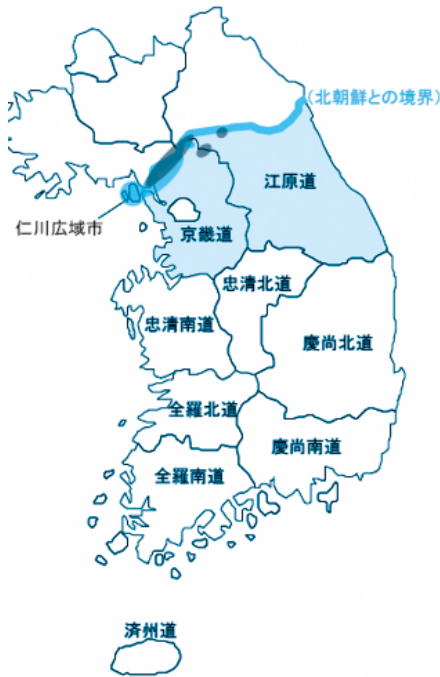 (北朝鮮との境界)
江原道
仁川広域市
京畿道
忠清北道
忠清南道
慶尚北道
全羅北道
慶尚南道
全羅南道
済州道